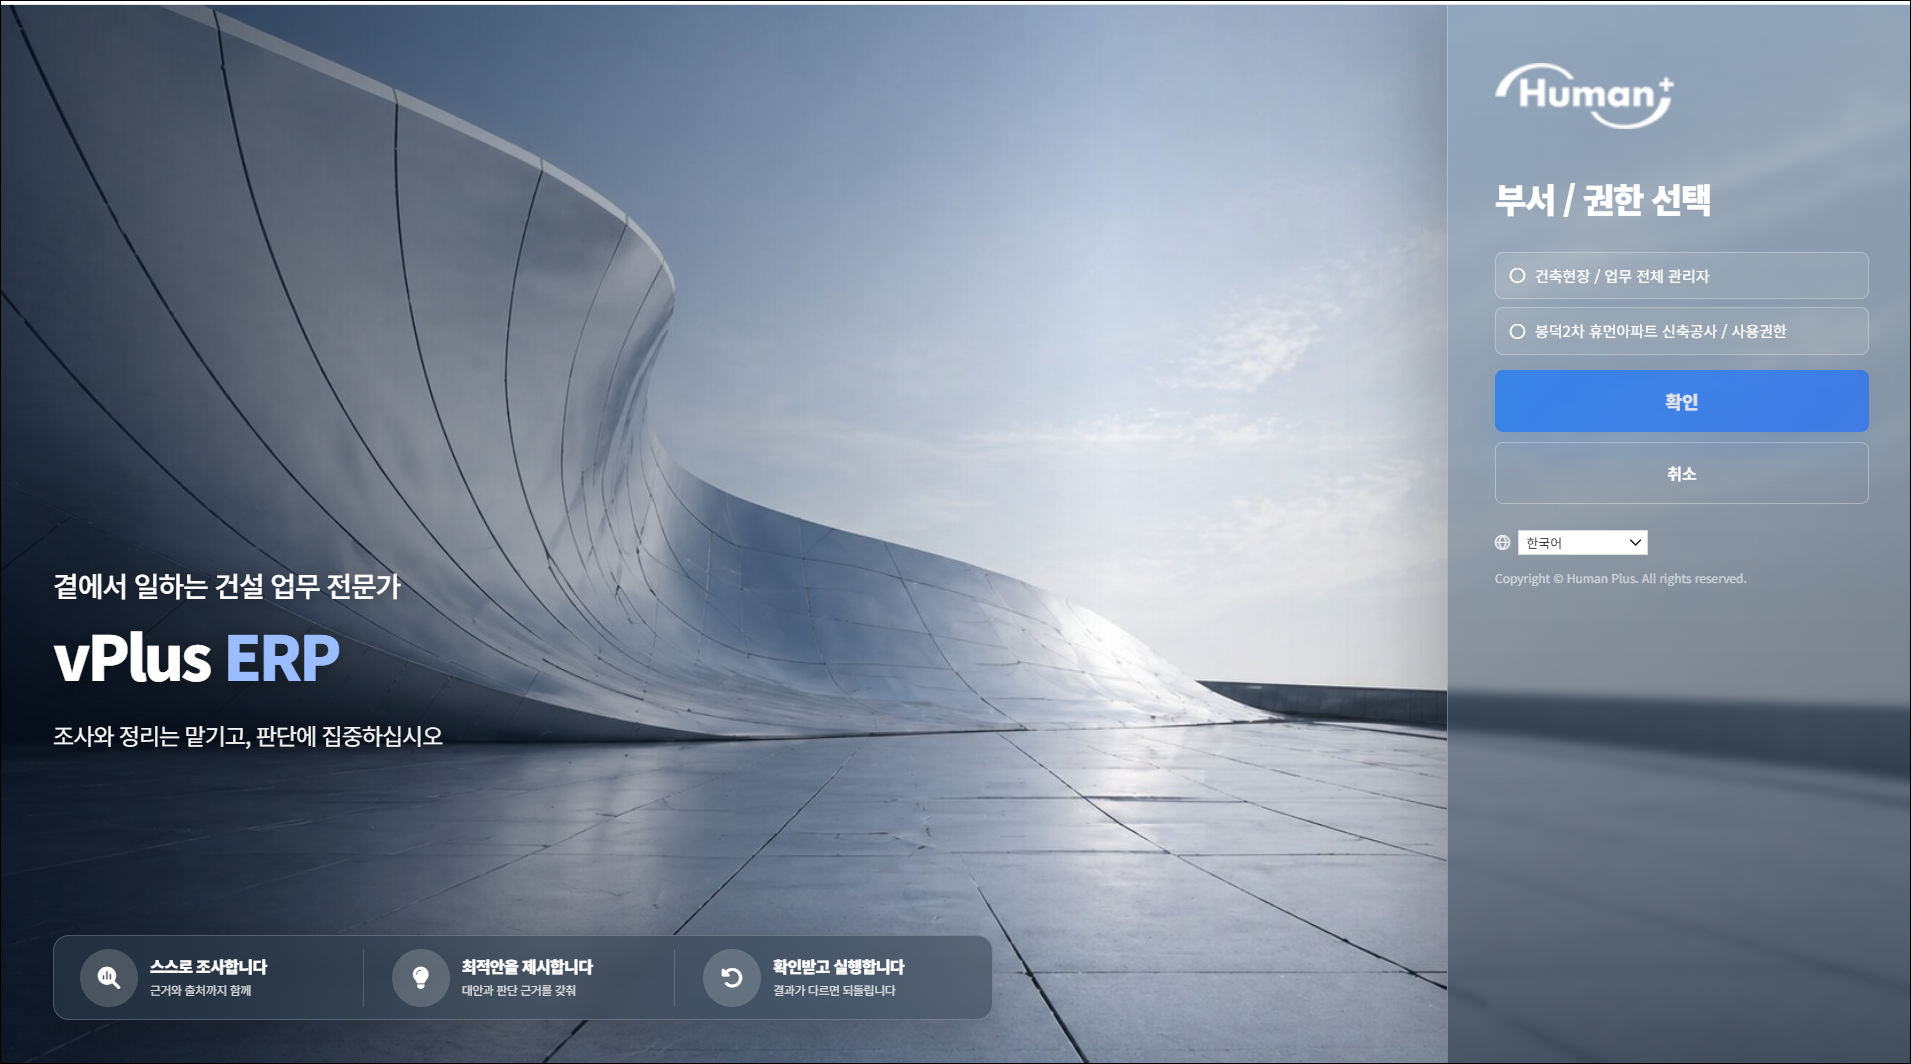 곁에서 일하는 건설 업무 전문가
vPlus ERP
조사와 정리는 맡기고, 판단에 집중하십시오
스스로 조사합니다
근거와 출처까지 함께
최적안을 제시합니다
대안과 판단 근거를 갖춰
확인받고 실행합니다
결과가 다르면 되돌립니다
Human+
부서 / 권한 선택
건축현장 / 업무 전체 관리자
봉덕2차 휴먼아파트 신축공사 / 사용권한
확인
취소
한국어
Copyright © Human Plus. All rights reserved.